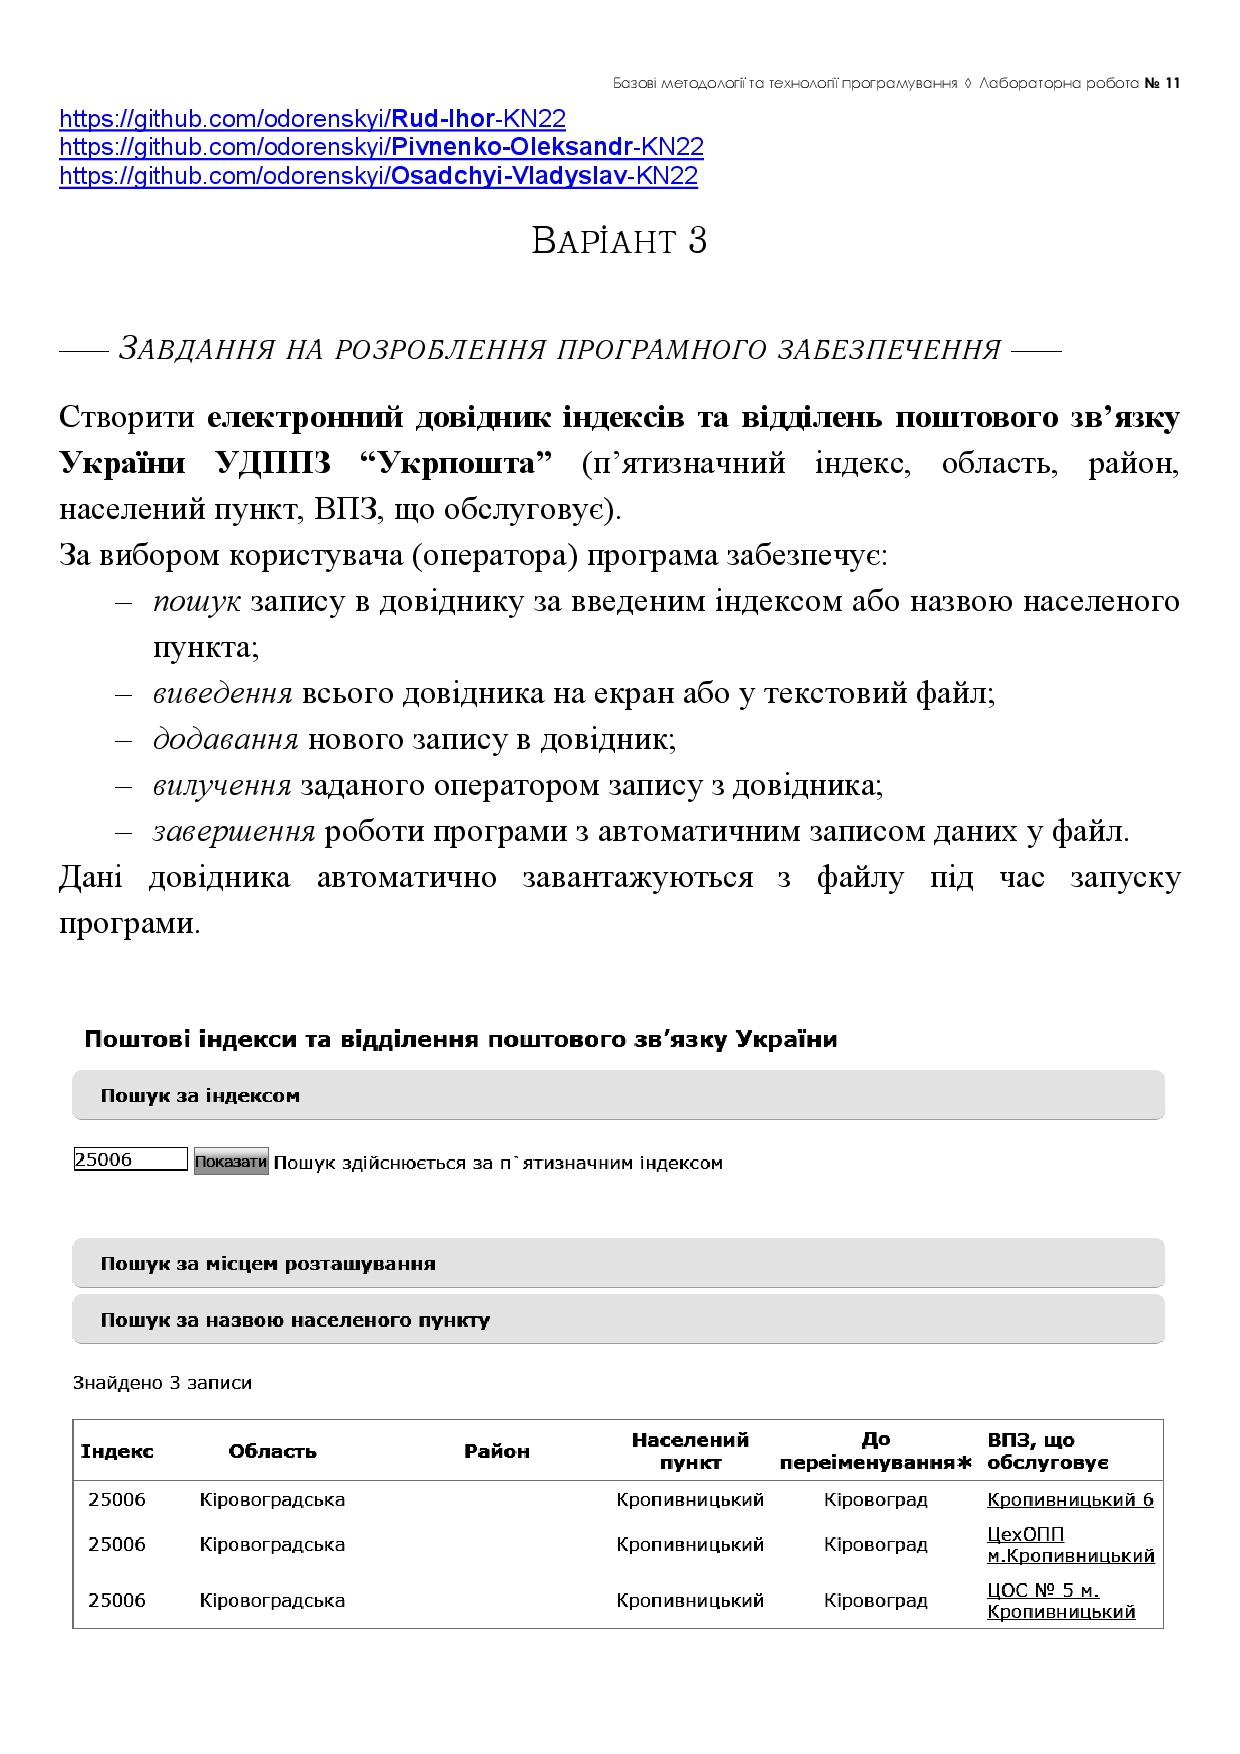 Базові методології та технології програмування ◊ Лабораторна робота № 11
https://github.com/odorenskyi/Rud-Ihor-KN22
https://github.com/odorenskyi/Pivnenko-Oleksandr-KN22
https://github.com/odorenskyi/Osadchyi-Vladyslav-KN22
ВАРІАНТ 3
—— ЗАВДАННЯ НА РОЗРОБЛЕННЯ ПРОГРАМНОГО ЗАБЕЗПЕЧЕННЯ ——
Створити електронний довідник індексів та відділень поштового зв’язку
України УДППЗ “Укрпошта” (п’ятизначний індекс, область, район,
населений пункт, ВПЗ, що обслуговує).
За вибором користувача (оператора) програма забезпечує:
– пошук запису в довіднику за введеним індексом або назвою населеного
пункта;
– виведення всього довідника на екран або у текстовий файл;
– додавання нового запису в довідник;
– вилучення заданого оператором запису з довідника;
– завершення роботи програми з автоматичним записом даних у файл.
Дані довідника автоматично завантажуються з файлу під час запуску
програми.
Поштові індекси та відділення поштового зв’язку України
Пошук за індексом
25006 Показати Пошук здійснюється за п`ятизначним індексом
Пошук за місцем розташування
Пошук за назвою населеного пункту
Знайдено 3 записи
Індекс Область Район Населений пункт До переіменування* ВПЗ, що обслуговує
25006 Кіровоградська Кропивницький Кіровоград Кропивницький 6
25006 Кіровоградська Кропивницький Кіровоград ЦехОПП м.Кропивницький
25006 Кіровоградська Кропивницький Кіровоград ЦОС № 5 м. Кропивницький